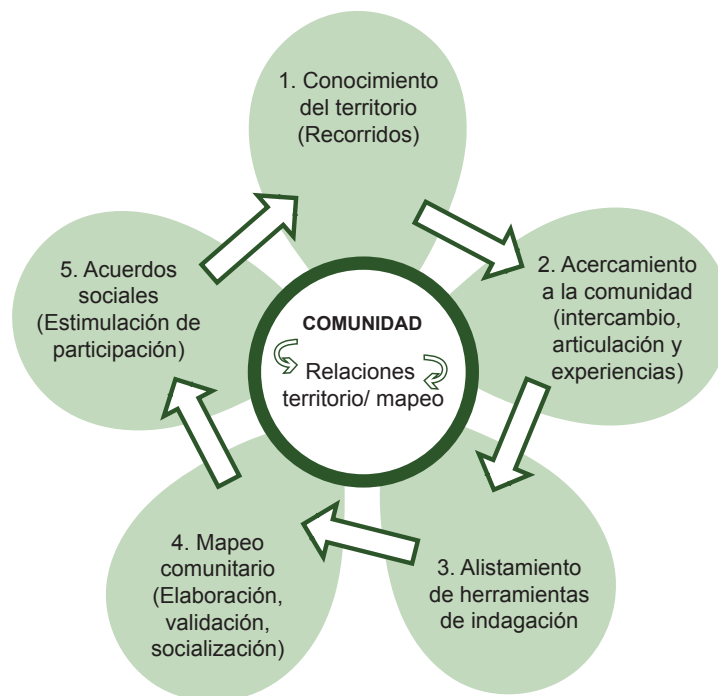 1. Conocimiento
del territorio
(Recorridos)
2. Acercamiento
a la comunidad
(intercambio,
articulación y
experiencias)
3. Alistamiento
de herramientas
de indagación
4. Mapeo
comunitario
(Elaboración,
validación,
socialización)
5. Acuerdos
sociales
(Estimulación de
participación)
COMUNIDAD
Relaciones
territorio/ mapeo